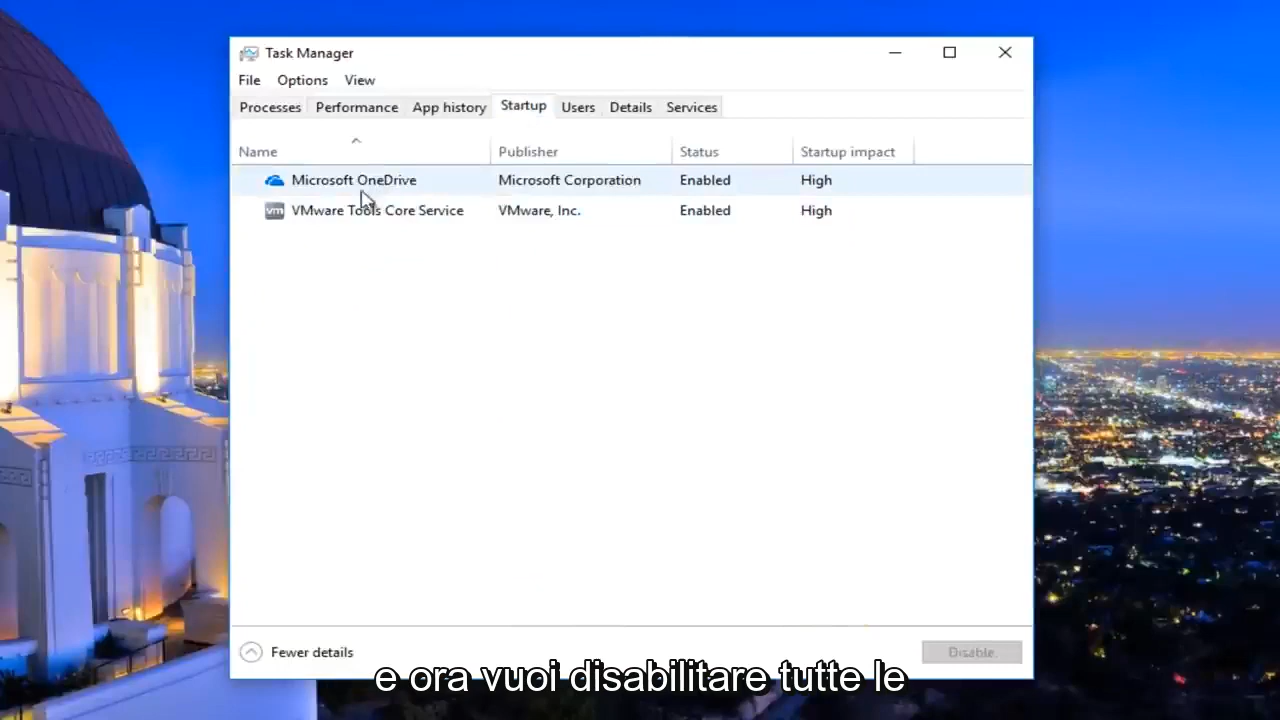 Task Manager
File Options View
Processes Performance App history Startup Users Details Services
Name Publisher Status Startup impact
Microsoft OneDrive Microsoft Corporation Enabled High
vm VMware Tools Core Service VMware, Inc. Enabled High
Fewer details Disable
e ora vuoi disabilitare tutte le